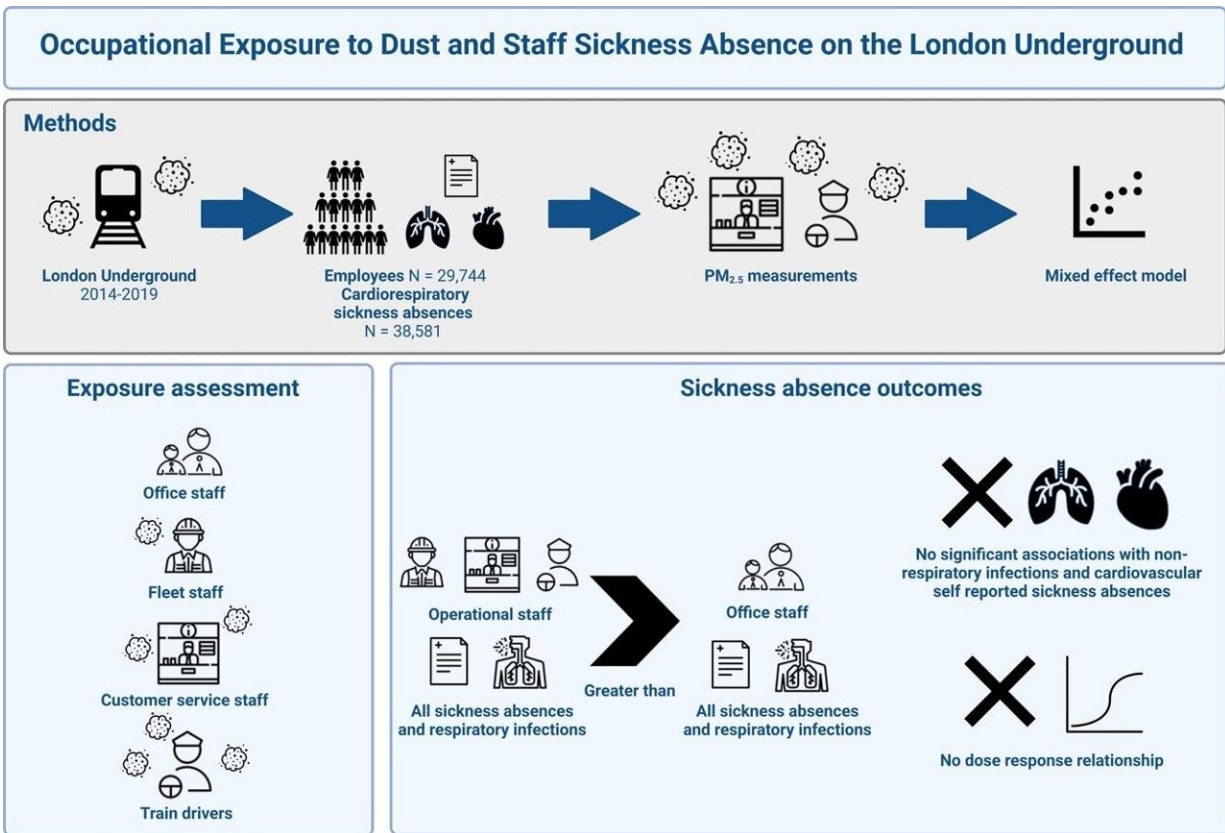 Occupational Exposure to Dust and Staff Sickness Absence on the London Underground
Methods
London Underground
2014-2019
Employees N = 29,744
Cardiorespiratory
sickness absences
N = 38,581
PM₂.₅ measurements
Mixed effect model
Exposure assessment
Office staff
Fleet staff
Customer service staff
Train drivers
Sickness absence outcomes
Operational staff
All sickness absences
and respiratory infections
Greater than
Office staff
All sickness absences
and respiratory infections
No significant associations with non-
respiratory infections and cardiovascular
self reported sickness absences
No dose response relationship